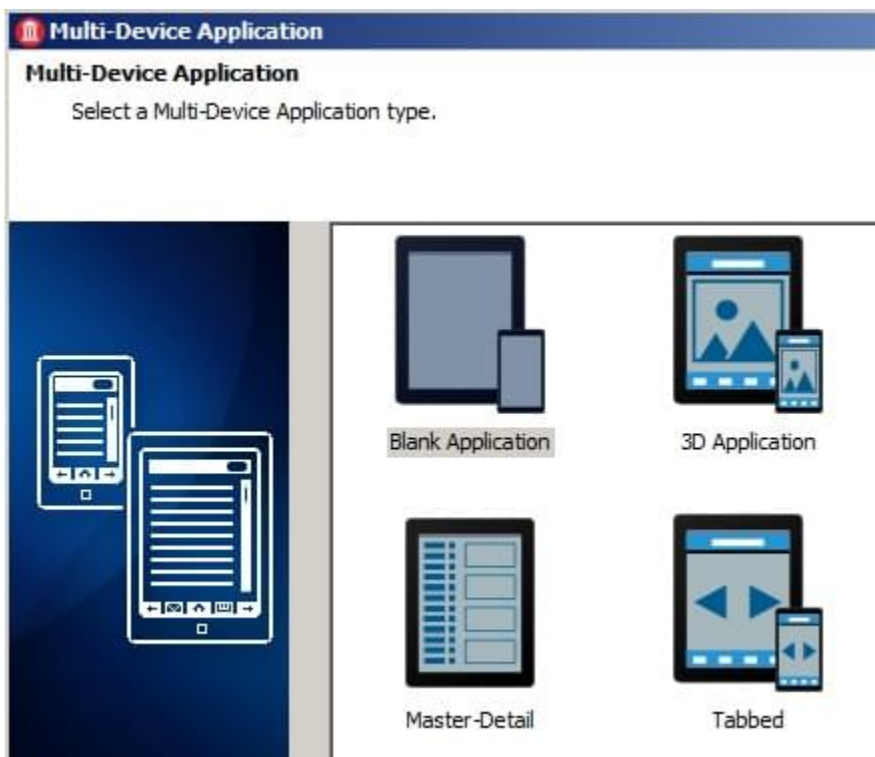 Multi-Device Application
Multi-Device Application
Select a Multi-Device Application type.
Blank Application
3D Application
Master-Detail
Tabbed